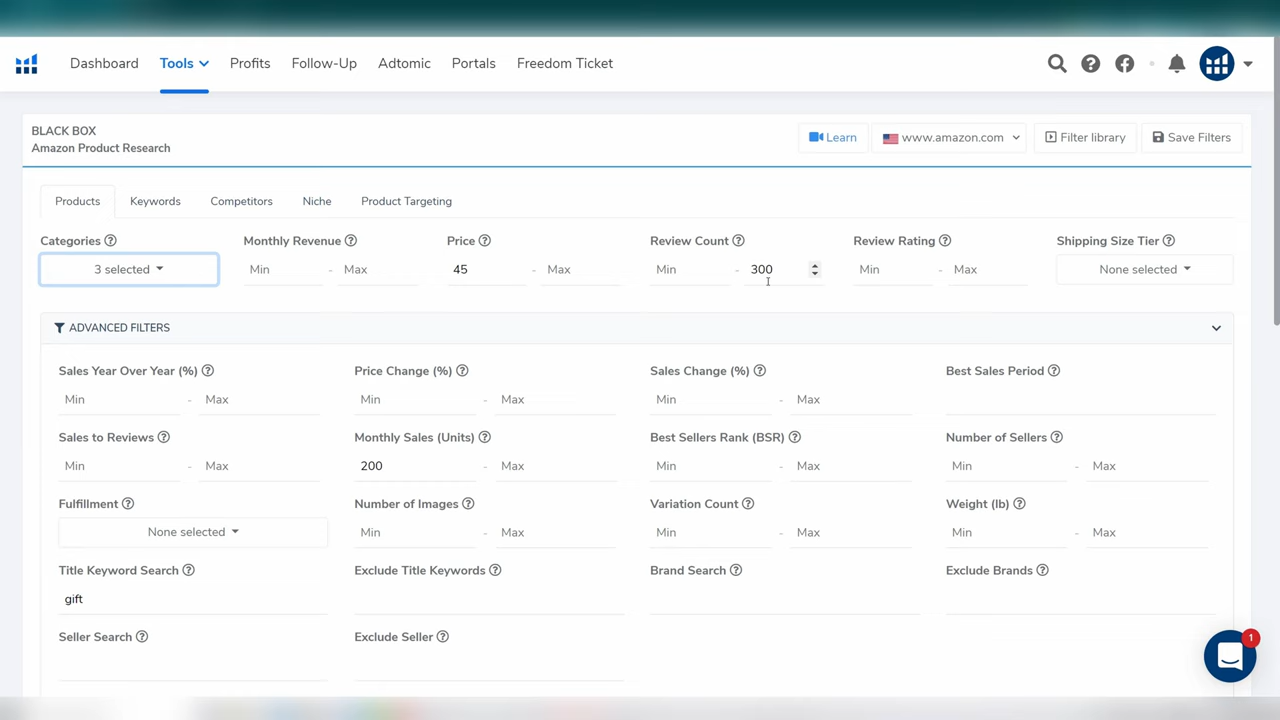 Dashboard Tools Profits Follow-Up Adtomic Portals Freedom Ticket
BLACK BOX
Amazon Product Research
Learn www.amazon.com Filter library Save Filters
Products Keywords Competitors Niche Product Targeting
Categories Monthly Revenue Price Review Count Review Rating Shipping Size Tier
3 selected Min - Max 45 - Max Min - 300 Min - Max None selected
ADVANCED FILTERS
Sales Year Over Year (%) Price Change (%) Sales Change (%) Best Sales Period
Min - Max Min - Max Min - Max
Sales to Reviews Monthly Sales (Units) Best Sellers Rank (BSR) Number of Sellers
Min - Max 200 - Max Min - Max Min - Max
Fulfillment Number of Images Variation Count Weight (lb)
None selected Min - Max Min - Max Min - Max
Title Keyword Search Exclude Title Keywords Brand Search Exclude Brands
gift
Seller Search Exclude Seller
1